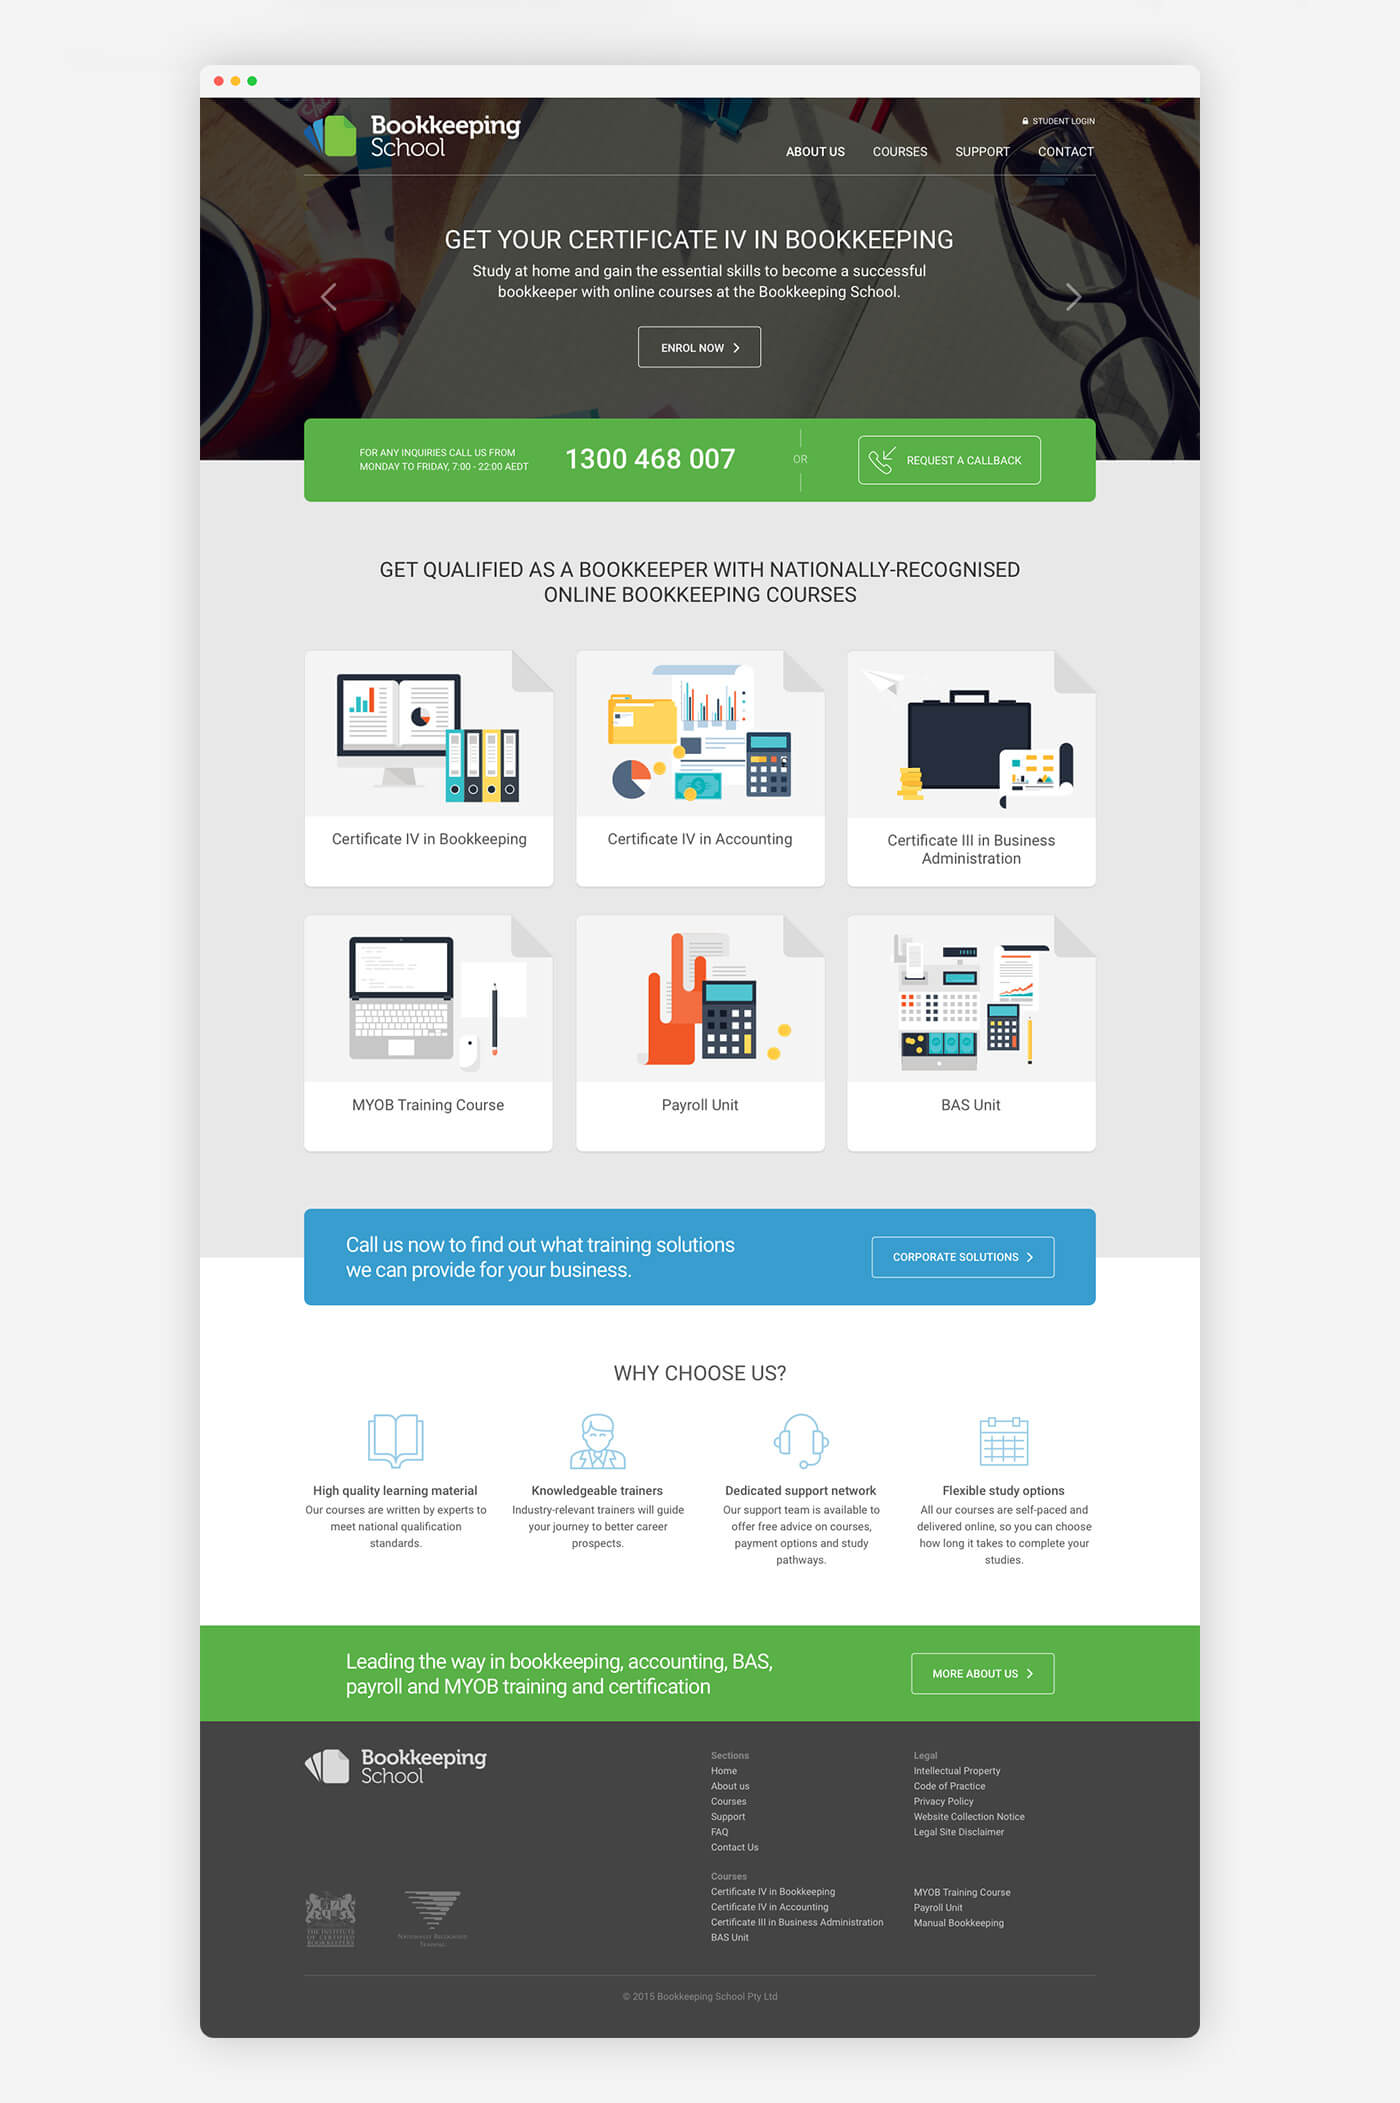 Bookkeeping
School
STUDENT LOGIN
ABOUT US
COURSES
SUPPORT
CONTACT
GET YOUR CERTIFICATE IV IN BOOKKEEPING
Study at home and gain the essential skills to become a successful
bookkeeper with online courses at the Bookkeeping School.
ENROL NOW
FOR ANY INQUIRIES CALL US FROM
MONDAY TO FRIDAY, 7:00 - 22:00 AEDT
1300 468 007
OR
REQUEST A CALLBACK
GET QUALIFIED AS A BOOKKEEPER WITH NATIONALLY-RECOGNISED
ONLINE BOOKKEEPING COURSES
Certificate IV in Bookkeeping
Certificate IV in Accounting
Certificate III in Business
Administration
MYOB Training Course
Payroll Unit
BAS Unit
Call us now to find out what training solutions
we can provide for your business.
CORPORATE SOLUTIONS
WHY CHOOSE US?
High quality learning material
Our courses are written by experts to
meet national qualification
standards.
Knowledgeable trainers
Industry-relevant trainers will guide
your journey to better career
prospects.
Dedicated support network
Our support team is available to
offer free advice on courses,
payment options and study
pathways.
Flexible study options
All our courses are self-paced and
delivered online, so you can choose
how long it takes to complete your
studies.
Leading the way in bookkeeping, accounting, BAS,
payroll and MYOB training and certification
MORE ABOUT US
Bookkeeping
School
Sections
Home
About us
Courses
Support
FAQ
Contact Us
Legal
Intellectual Property
Code of Practice
Privacy Policy
Website Collection Notice
Legal Site Disclaimer
Courses
Certificate IV in Bookkeeping
Certificate IV in Accounting
Certificate III in Business Administration
BAS Unit
MYOB Training Course
Payroll Unit
Manual Bookkeeping
THE INSTITUTE
OF CERTIFIED
BOOKKEEPERS
NATIONALLY RECOGNISED
TRAINING
© 2015 Bookkeeping School Pty Ltd